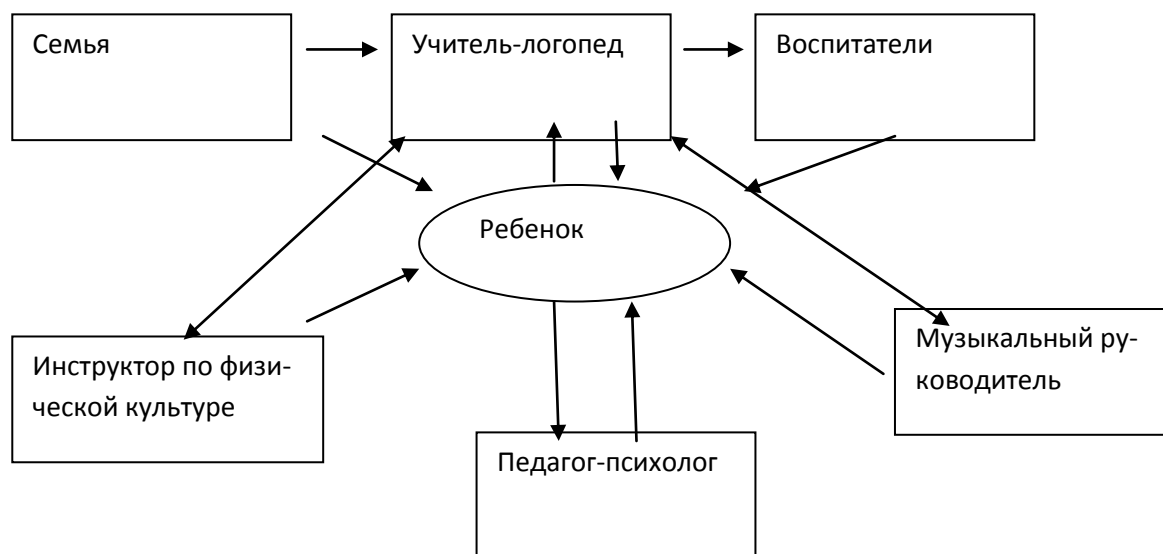 Семья
Учитель-логопед
Воспитатели
Ребенок
Инструктор по физи-
ческой культуре
Музыкальный ру-
ководитель
Педагог-психолог